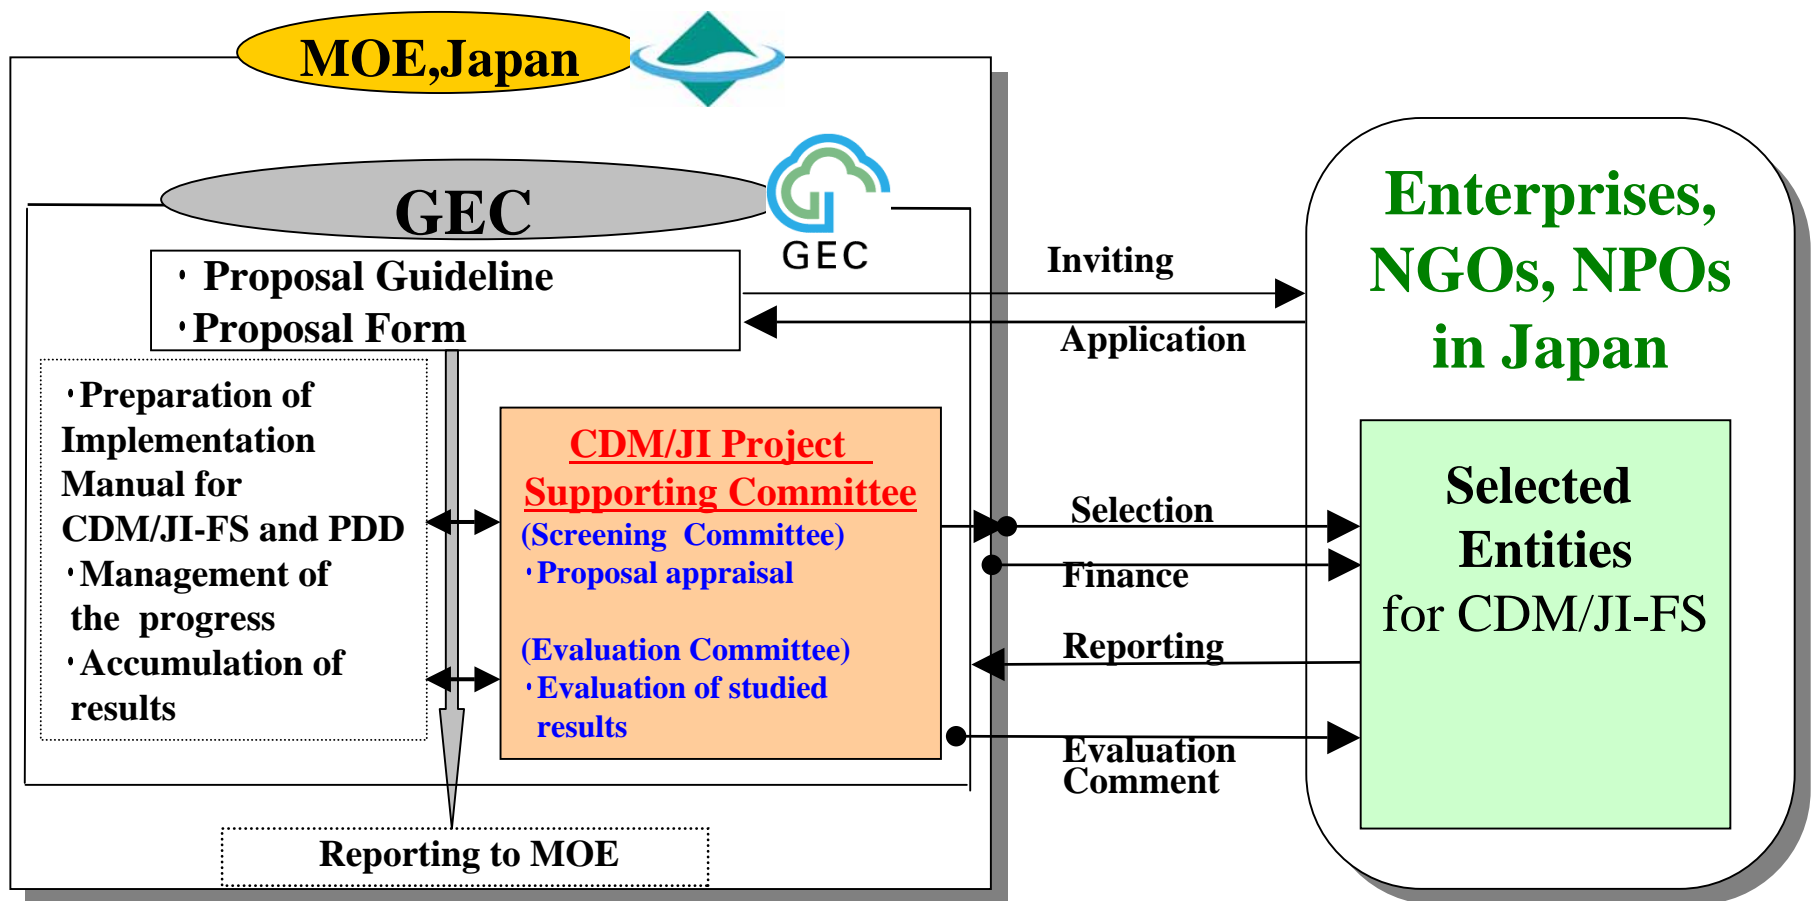 MOE,Japan
GEC
GEC
· Proposal Guideline
·Proposal Form
·Preparation of
Implementation
Manual for
CDM/JI-FS and PDD
·Management of
the progress
·Accumulation of
results
CDM/JI Project
Supporting Committee
(Screening Committee)
·Proposal appraisal
(Evaluation Committee)
·Evaluation of studied
results
Reporting to MOE
Inviting
Application
Selection
Finance
Reporting
Evaluation
Comment
Enterprises,
NGOs, NPOs
in Japan
Selected
Entities
for CDM/JI-FS